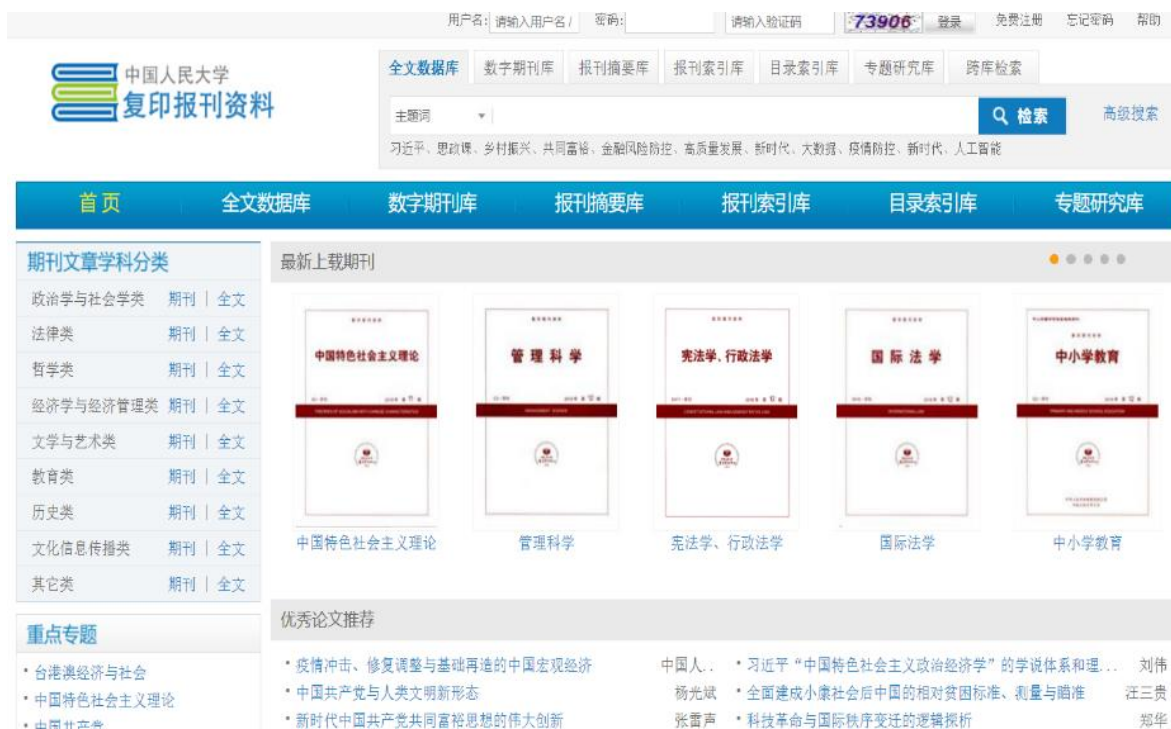 用户名: 请输入用户名/ 密码: 请输入验证码 73906 登录 免费注册 忘记密码 帮助
中国人民大学
复印报刊资料
全文数据库 数字期刊库 报刊摘要库 报刊索引库 目录索引库 专题研究库 跨库检索
主题词 检索 高级搜索
习近平、思政课、乡村振兴、共同富裕、金融风险防控、高质量发展、新时代、大数据、疫情防控、新时代、人工智能
首页 全文数据库 数字期刊库 报刊摘要库 报刊索引库 目录索引库 专题研究库
期刊文章学科分类
政治学与社会学类 期刊 | 全文
法律类 期刊 | 全文
哲学类 期刊 | 全文
经济学与经济管理类 期刊 | 全文
文学与艺术类 期刊 | 全文
教育类 期刊 | 全文
历史类 期刊 | 全文
文化信息传播类 期刊 | 全文
其它类 期刊 | 全文
重点专题
• 台港澳经济与社会
• 中国特色社会主义理论
• 中国共产党
最新上载期刊
中国特色社会主义理论 管理科学 宪法学、行政法学 国际法学 中小学教育
中国特色社会主义理论 管理科学 宪法学、行政法学 国际法学 中小学教育
优秀论文推荐
• 疫情冲击、修复调整与基础再造的中国宏观经济 中国人..
• 中国共产党与人类文明新形态 杨光斌
• 新时代中国共产党共同富裕思想的伟大创新 张雷声
• 习近平“中国特色社会主义政治经济学”的学说体系和理... 刘伟
• 全面建成小康社会后中国的相对贫困标准、测量与瞄准 汪三贵
• 科技革命与国际秩序变迁的逻辑探析 郑华